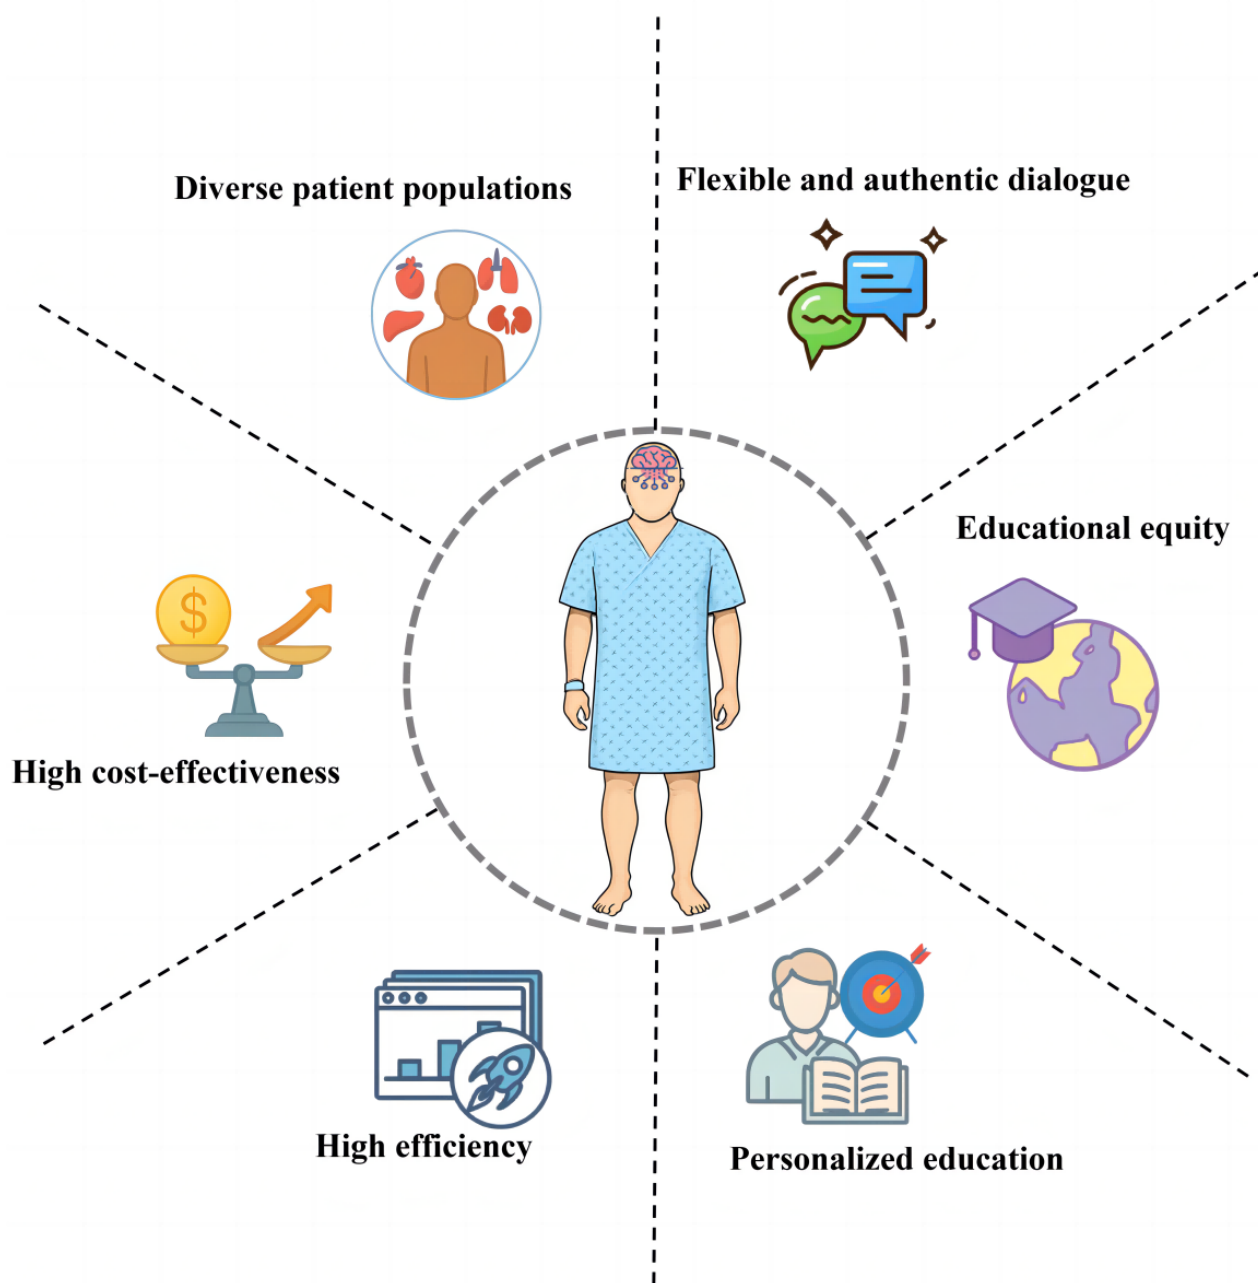 Diverse patient populations
Flexible and authentic dialogue
Educational equity
$
High cost-effectiveness
High efficiency
Personalized education